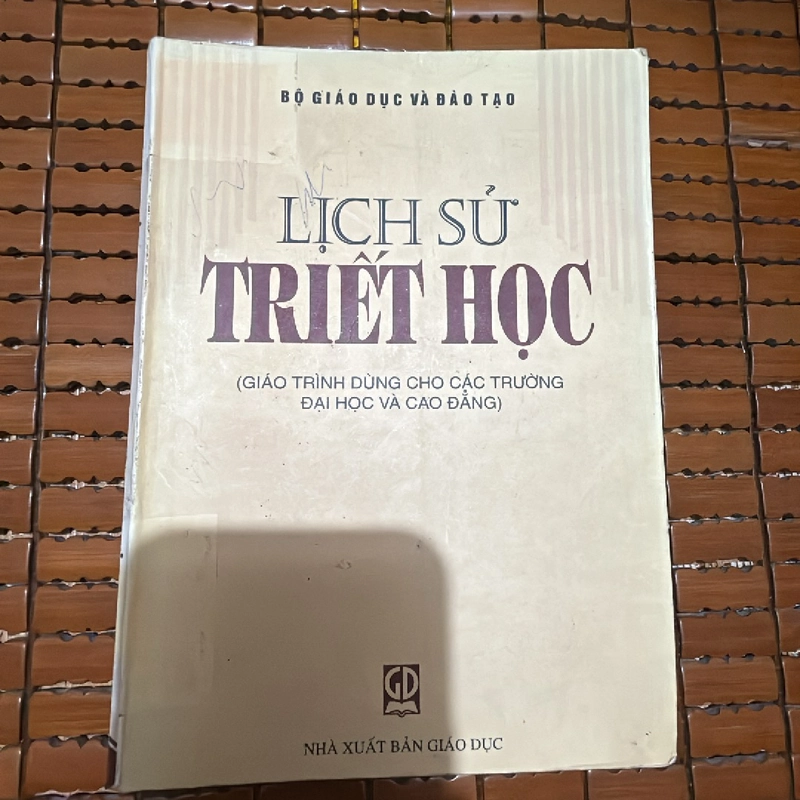 BỘ GIÁO DỤC VÀ ĐÀO TẠO
LỊCH SỬ
TRIẾT HỌC
(GIÁO TRÌNH DÙNG CHO CÁC TRƯỜNG
ĐẠI HỌC VÀ CAO ĐẲNG)
GD
NHÀ XUẤT BẢN GIÁO DỤC